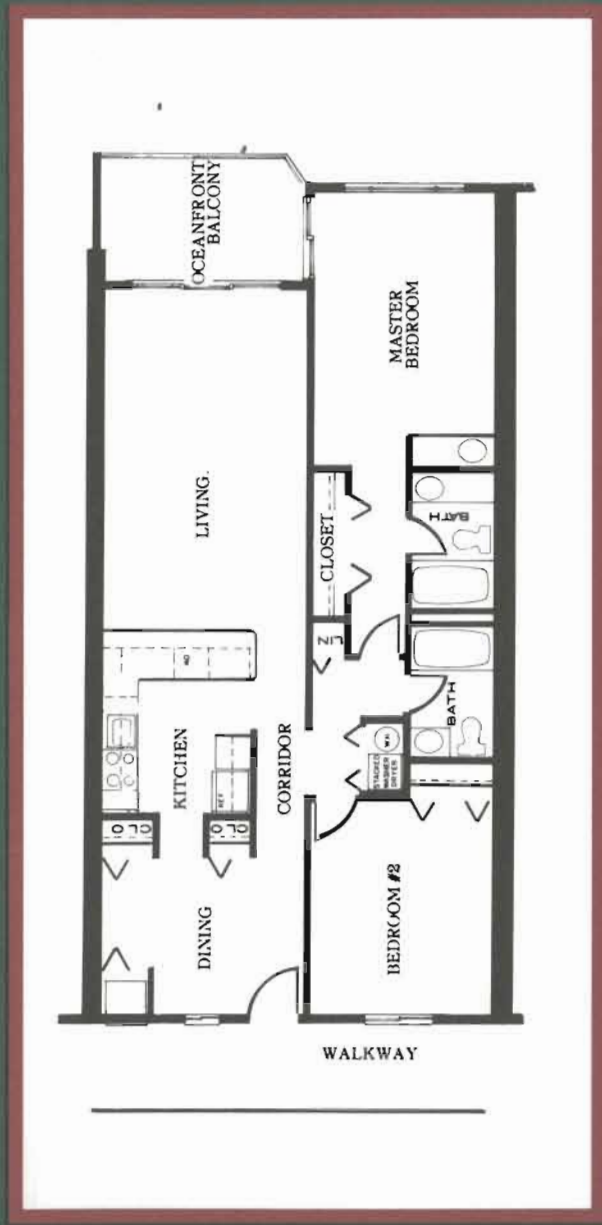 OCEANFRONT
BALCONY
MASTER
BEDROOM
LIVING.
CLOSET
BATH
LIN
BATH
W.H
STACKED
WASHER
DRYER
KITCHEN
REF
CORRIDOR
CLO
CLO
DINING
BEDROOM #2
WALKWAY